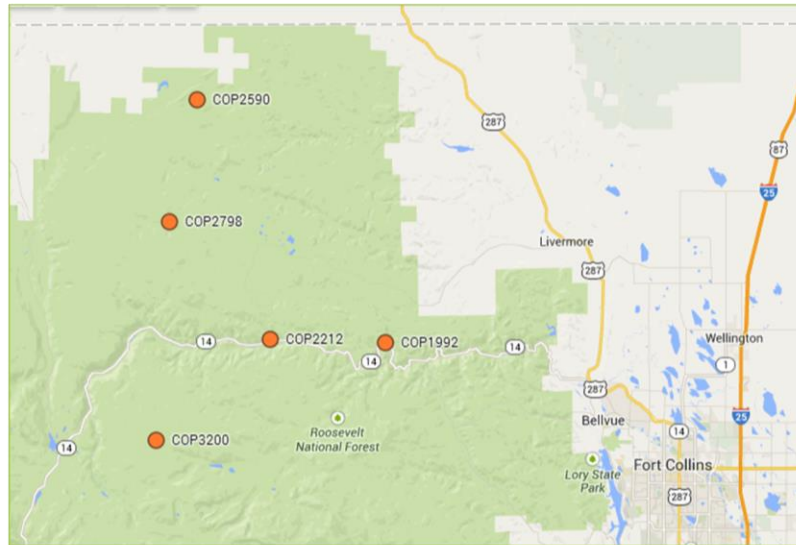 COP2590
287
87
25
COP2798
Livermore
287
COP2212
COP1992
14
14
14
Wellington
1
287
Bellvue
25
14
Roosevelt
National Forest
COP3200
14
Lory State
Park
Fort Collins
287